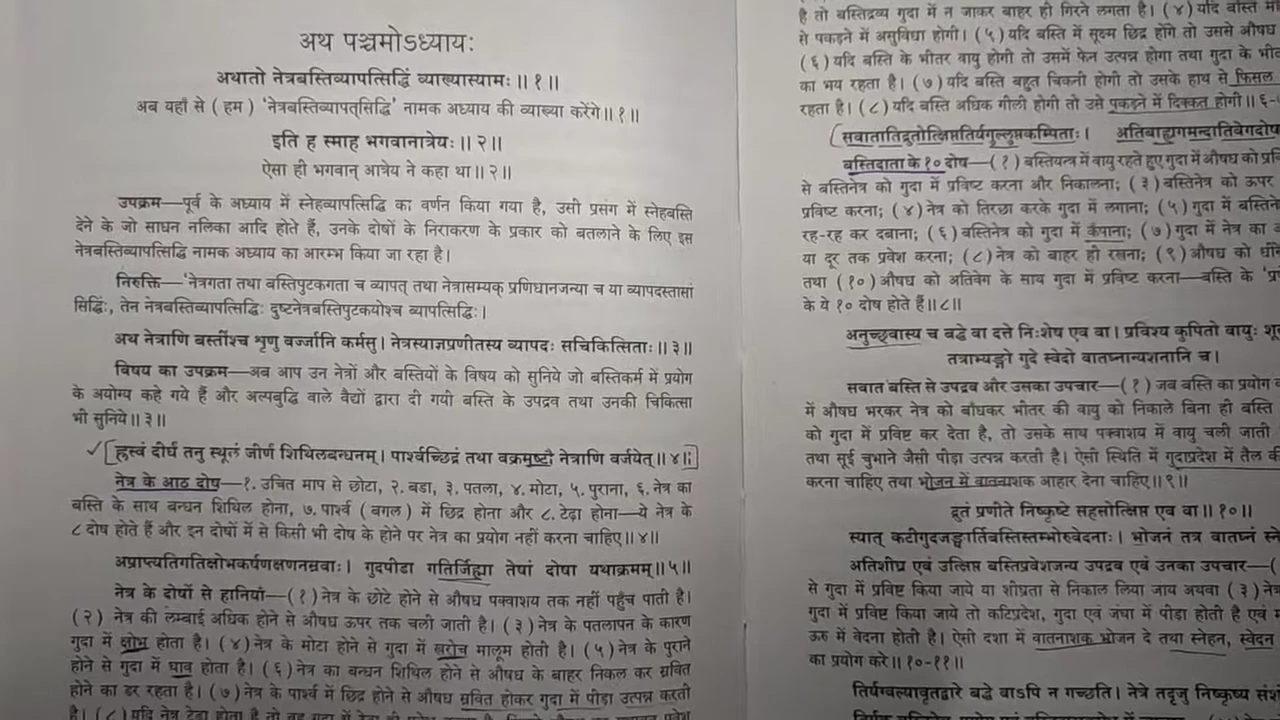 अथ पञ्चमोऽध्यायः
अथातो नेत्रबस्तिव्यापत्सिद्धिं व्याख्यास्यामः॥१॥
अब यहाँ से (हम) 'नेत्रबस्तिव्यापत्सिद्धि' नामक अध्याय की व्याख्या करेंगे॥१॥
इति ह स्माह भगवानात्रेयः॥२॥
ऐसा ही भगवान् आत्रेय ने कहा था॥२॥
उपक्रम—पूर्व के अध्याय में स्नेहव्यापत्सिद्धि का वर्णन किया गया है, उसी प्रसंग में स्नेहबस्ति
देने के जो साधन नलिका आदि होते हैं, उनके दोषों के निराकरण के प्रकार को बतलाने के लिए इस
नेत्रबस्तिव्यापत्सिद्धि नामक अध्याय का आरम्भ किया जा रहा है।
निरुक्ति—'नेत्रगता तथा बस्तिपुटकगता च व्यापत् तथा नेत्रासम्यक् प्रणिधानजन्या च या व्यापदस्तासां
सिद्धिः, तेन नेत्रबस्तिव्यापत्सिद्धिः दुष्टनेत्रबस्तिपुटकयोश्च व्यापत्सिद्धिः।
अथ नेत्राणि बस्तींश्च शृणु वर्ज्यानि कर्मसु। नेत्रस्याज्ञप्रणीतस्य व्यापदः सचिकित्सिताः॥३॥
विषय का उपक्रम—अब आप उन नेत्रों और बस्तियों के विषय को सुनिये जो बस्तिकर्म में प्रयोग
के अयोग्य कहे गये हैं और अल्पबुद्धि वाले वैद्यों द्वारा दी गयी बस्ति के उपद्रव तथा उनकी चिकित्सा
भी सुनिये॥३॥
ह्रस्वं दीर्घं तनु स्थूलं जीर्णं शिथिलबन्धनम्। पार्श्वच्छिद्रं तथा वक्रमष्टौ नेत्राणि वर्जयेत्॥४॥
नेत्र के आठ दोष—१. उचित माप से छोटा, २. बडा, ३. पतला, ४. मोटा, ५. पुराना, ६. नेत्र का
बस्ति के साथ बन्धन शिथिल होना, ७. पार्श्व (बगल) में छिद्र होना और ८. टेढ़ा होना—ये नेत्र के
८ दोष होते हैं और इन दोषों में से किसी भी दोष के होने पर नेत्र का प्रयोग नहीं करना चाहिए॥४॥
अप्राप्त्यतिगतिक्षोभकर्षणक्षणनस्रवाः। गुदपीडा गतिर्जिह्मा तेषां दोषा यथाक्रमम्॥५॥
नेत्र के दोषों से हानियाँ—(१) नेत्र के छोटे होने से औषध पक्वाशय तक नहीं पहुँच पाती है।
(२) नेत्र की लम्बाई अधिक होने से औषध ऊपर तक चली जाती है। (३) नेत्र के पतलापन के कारण
गुदा में क्षोभ होता है। (४) नेत्र के मोटा होने से गुदा में खरोच मालूम होती है। (५) नेत्र के पुराने
होने से गुदा में घाव होता है। (६) नेत्र का बन्धन शिथिल होने से औषध के बाहर निकल कर स्रवित
होने का डर रहता है। (७) नेत्र के पार्श्व में छिद्र होने से औषध स्रवित होकर गुदा में पीड़ा उत्पन्न करती
है। (८) यदि नेत्र टेढ़ा होता है तो
है तो बस्तिद्रव्य गुदा में न जाकर बाहर ही गिरने लगता है। (४) यदि बस्ति
से पकड़ने में असुविधा होगी। (५) यदि बस्ति में सूक्ष्म छिद्र होंगे तो उससे औषध
(६) यदि बस्ति के भीतर वायु होगी तो उसमें फेन उत्पन्न होगा तथा गुदा के
का भय रहता है। (७) यदि बस्ति बहुत चिकनी होगी तो उसके हाथ से फिसल
रहता है। (८) यदि बस्ति अधिक गीली होगी तो उसे पकड़ने में दिक्कत होगी॥६-
सवातातिद्रुतोत्क्षिप्ततिर्यगुल्लुप्तकम्पिताः। अतिबाह्यगमन्दातिवेगदोष
बस्तिदाता के १० दोष—(१) बस्तियन्त्र में वायु रहते हुए गुदा में औषध को
से बस्तिनेत्र को गुदा में प्रविष्ट करना और निकालना; (३) बस्तिनेत्र को ऊपर
प्रविष्ट करना; (४) नेत्र को तिरछा करके गुदा में लगाना; (५) गुदा में
रह-रह कर दबाना; (६) बस्तिनेत्र को गुदा में कँपाना; (७) गुदा में नेत्र का
या दूर तक प्रवेश करना; (८) नेत्र को बाहर ही रखना; (९) औषध को
तथा (१०) औषध को अतिवेग के साथ गुदा में प्रविष्ट करना—बस्ति के
के ये १० दोष होते हैं॥८॥
अनुच्छ्वास्य च बद्धे वा दत्ते निःशेष एव वा। प्रविश्य कुपितो वायुः
तत्राभ्यङ्गो गुदे स्वेदो वातघ्नान्यशनानि च।
सवात बस्ति से उपद्रव और उसका उपचार—(१) जब बस्ति का प्रयोग
में औषध भरकर नेत्र को बाँधकर भीतर की वायु को निकाले बिना ही बस्ति
को गुदा में प्रविष्ट कर देता है, तो उसके साथ पक्वाशय में वायु चली जाती
तथा सूई चुभाने जैसी पीड़ा उत्पन्न करती है। ऐसी स्थिति में गुदाप्रदेश में तैल की
करना चाहिए तथा भोजन में वातनाशक आहार देना चाहिए॥९॥
द्रुतं प्रणीते निष्कृष्टे सहसोत्क्षिप्त एव वा॥१०॥
स्यात् कटीगुदजङ्घार्तिबस्तिस्तम्भोरुवेदनाः। भोजनं तत्र वातघ्नं
अतिशीघ्र एवं उत्क्षिप्त बस्तिप्रवेशजन्य उपद्रव एवं उनका उपचार—(
से गुदा में प्रविष्ट किया जाये या शीघ्रता से निकाल लिया जाय अथवा (३)
गुदा में प्रविष्ट किया जाये तो कटिप्रदेश, गुदा एवं जंघा में पीड़ा होती है एवं
ऊरु में वेदना होती है। ऐसी दशा में वातनाशक भोजन दे तथा स्नेहन, स्वेदन
का प्रयोग करे॥१०-११॥
तिर्यग्वल्यावृतद्वारे बद्धे वाऽपि न गच्छति। नेत्रे तदृजु निष्कृष्य